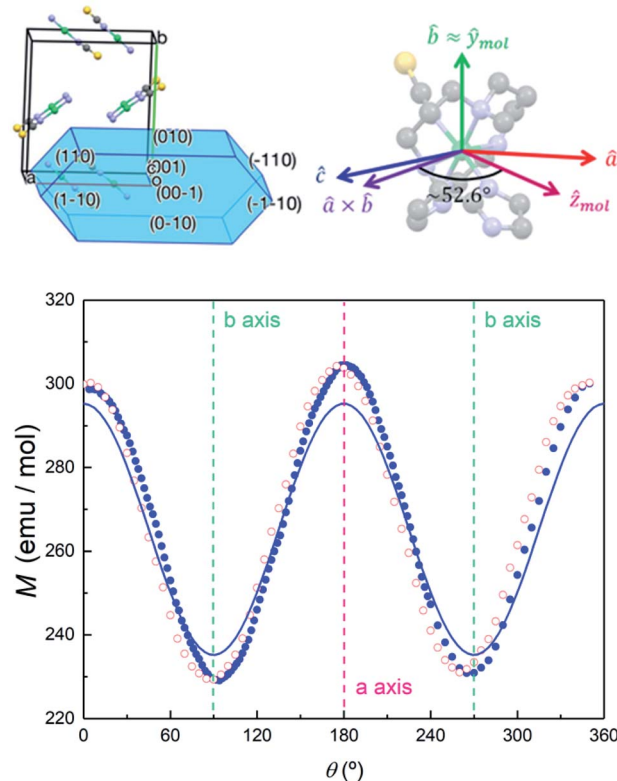 b
(010)
(110)
c
(001)
(-110)
a
o
(00-1)
(1-10)
(-1-10)
(0-10)
b̂ ≈ ŷmol
ĉ
â
â × b̂
~52.6°
ẑmol
320
300
280
260
240
220
M (emu / mol)
b axis
b axis
a axis
0
60
120
180
240
300
360
θ (°)